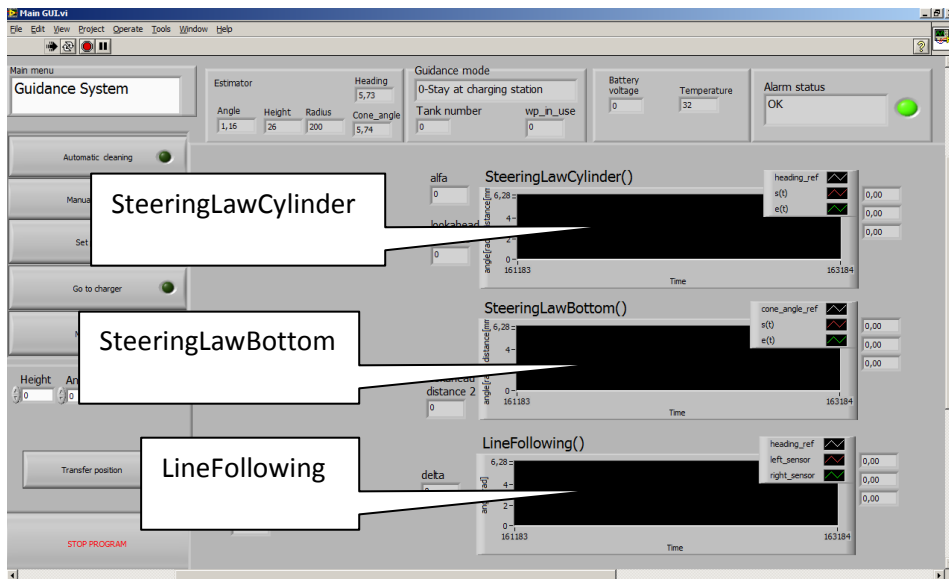 Main GUI.vi
File Edit View Project Operate Tools Window Help
Main menu
Guidance System
Estimator
Heading
5,73
Angle
1,16
Height
26
Radius
200
Cone_angle
5,74
Guidance mode
0-Stay at charging station
Tank number
0
wp_in_use
0
Battery
voltage
0
Temperature
32
Alarm status
OK
Automatic cleaning
Manua
Set
Go to charger
Height
0
An
0
Transfer position
STOP PROGRAM
SteeringLawCylinder
SteeringLawBottom
LineFollowing
alfa
0
lookahead
0
SteeringLawCylinder()
heading_ref
s(t)
e(t)
0,00
0,00
0,00
6,28
4
2
0
161183
163184
Time
distance 2
0
SteeringLawBottom()
cone_angle_ref
s(t)
e(t)
0,00
0,00
0,00
6,28
4
0
161183
163184
Time
delta
LineFollowing()
heading_ref
left_sensor
right_sensor
0,00
0,00
0,00
6,28
4
2
0
161183
163184
Time